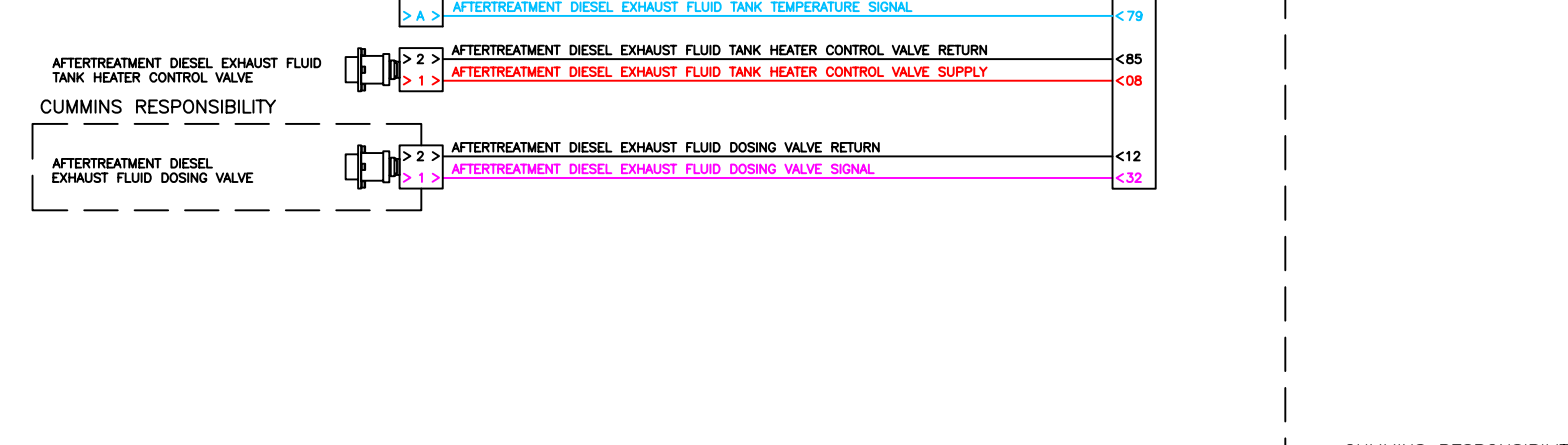 AFTERTREATMENT DIESEL EXHAUST FLUID TANK TEMPERATURE SIGNAL
> A >
<79
AFTERTREATMENT DIESEL EXHAUST FLUID
TANK HEATER CONTROL VALVE
> 2 >
AFTERTREATMENT DIESEL EXHAUST FLUID TANK HEATER CONTROL VALVE RETURN
<85
> 1 >
AFTERTREATMENT DIESEL EXHAUST FLUID TANK HEATER CONTROL VALVE SUPPLY
<08
CUMMINS RESPONSIBILITY
AFTERTREATMENT DIESEL
EXHAUST FLUID DOSING VALVE
> 2 >
AFTERTREATMENT DIESEL EXHAUST FLUID DOSING VALVE RETURN
<12
> 1 >
AFTERTREATMENT DIESEL EXHAUST FLUID DOSING VALVE SIGNAL
<32